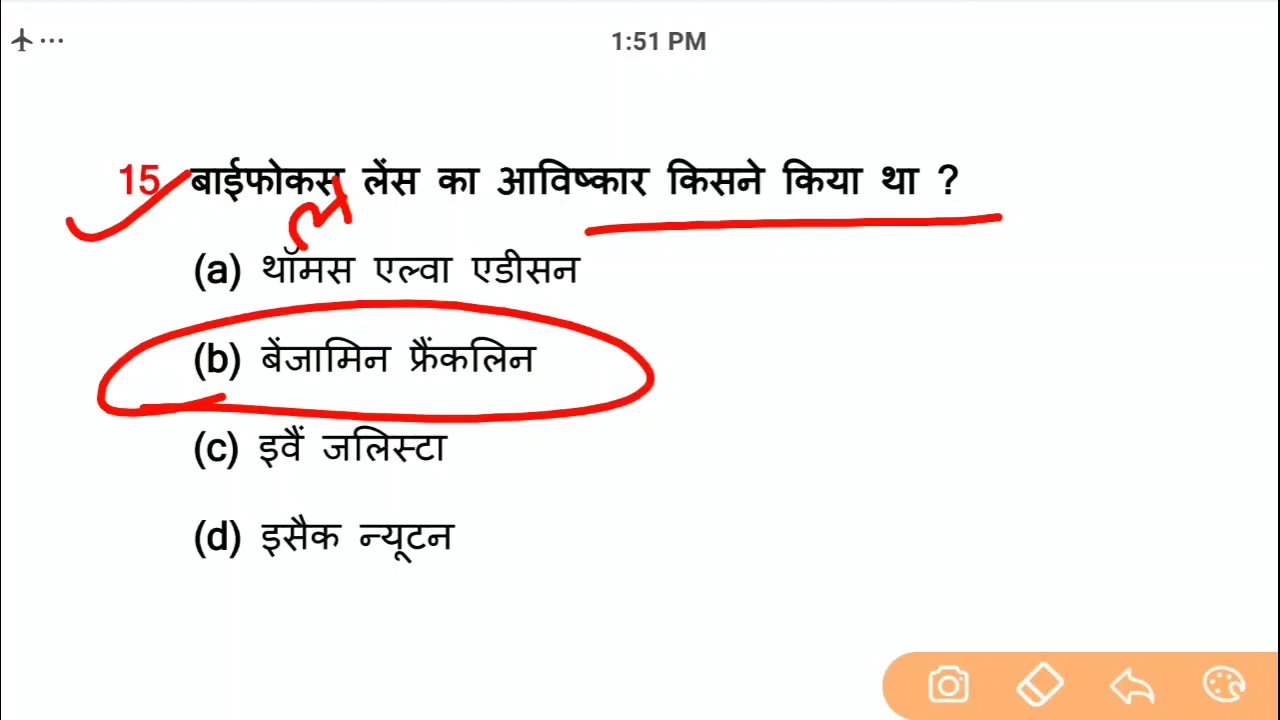 1:51 PM
15 बाईफोकस लेंस का आविष्कार किसने किया था ?
ल
(a) थॉमस एल्वा एडीसन
(b) बेंजामिन फ्रैंकलिन
(c) इवैं जलिस्टा
(d) इसैक न्यूटन